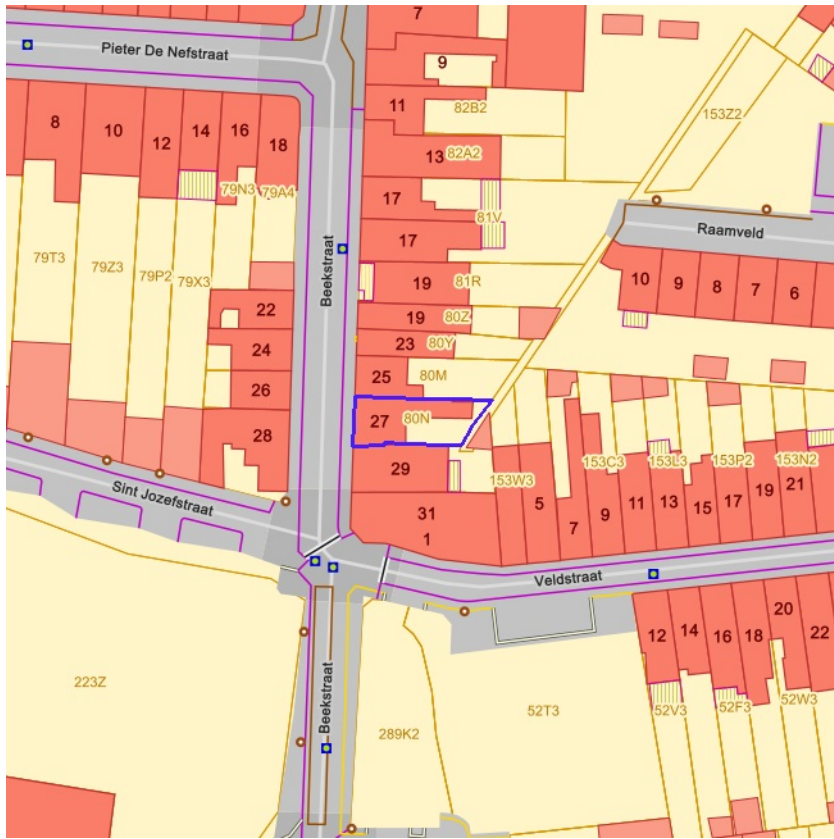 7
Pieter De Nefstraat
9
11
82B2
8
10
12
14
16
18
13
82A2
153Z2
79N3
79A4
17
81V
17
Raamveld
Beekstraat
79T3
79Z3
79P2
79X3
19
81R
10
9
8
7
6
22
19
80Z
24
23
80Y
25
80M
26
27
80N
28
29
153W3
153C3
153L3
153P2
153N2
5
7
9
11
13
15
17
19
21
Sint Jozefstraat
31
1
Veldstraat
12
14
16
18
20
22
223Z
Beekstraat
289K2
52T3
52V3
52F3
52W3